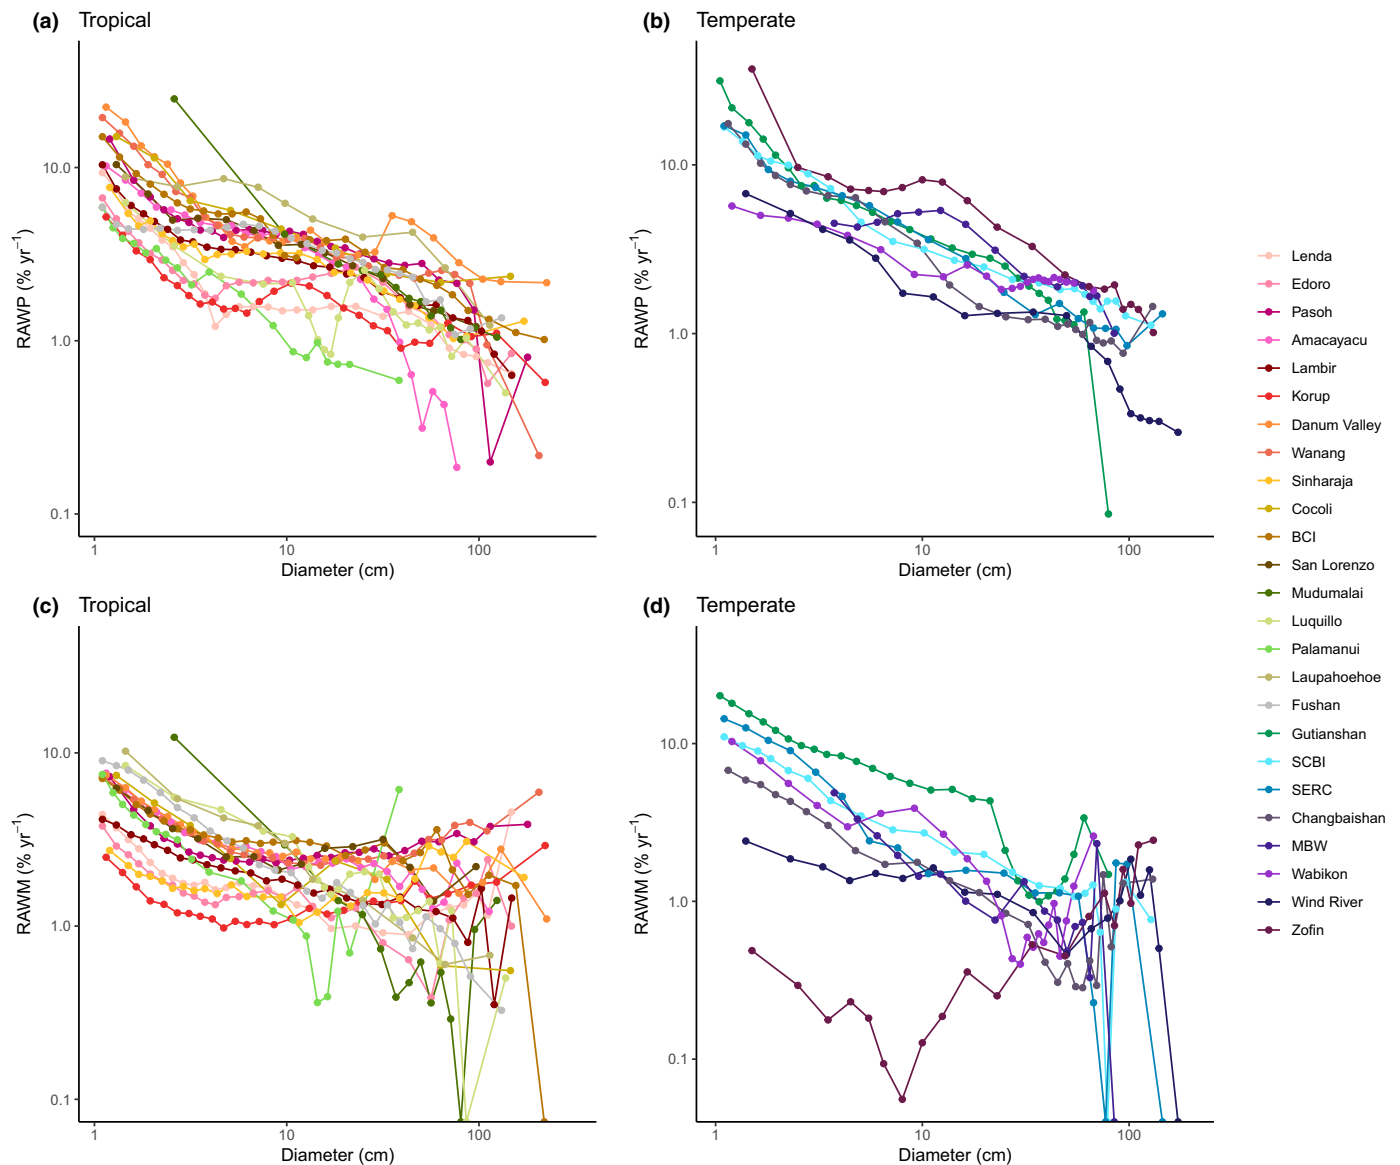 (a) Tropical
(b) Temperate
RAWP (% yr−1)
10.0
1.0
0.1
1
10
100
Diameter (cm)
RAWP (% yr−1)
10.0
1.0
0.1
1
10
100
Diameter (cm)
(c) Tropical
(d) Temperate
RAWM (% yr−1)
10.0
1.0
0.1
1
10
100
Diameter (cm)
RAWM (% yr−1)
10.0
1.0
0.1
1
10
100
Diameter (cm)
Lenda
Edoro
Pasoh
Amacayacu
Lambir
Korup
Danum Valley
Wanang
Sinharaja
Cocoli
BCI
San Lorenzo
Mudumalai
Luquillo
Palamanui
Laupahoehoe
Fushan
Gutianshan
SCBI
SERC
Changbaishan
MBW
Wabikon
Wind River
Zofin